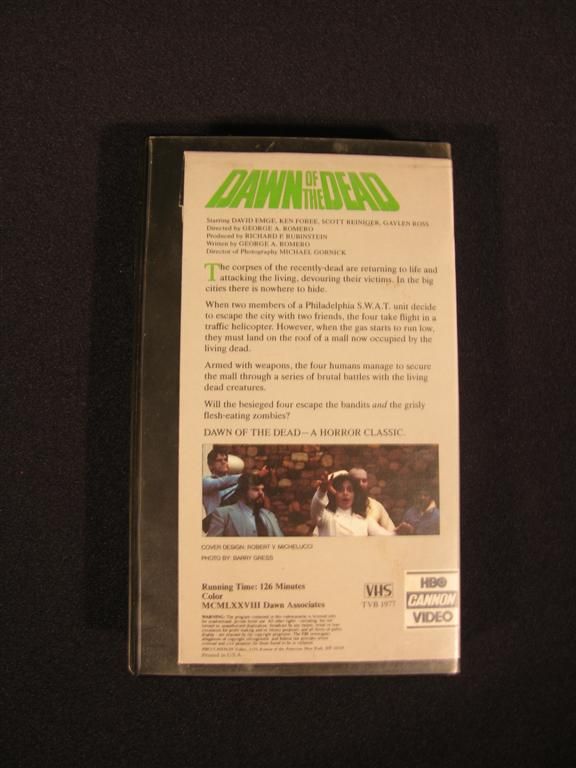 DAWN OF THE DEAD
Starring DAVID EMGE, KEN FOREE, SCOTT REINIGER, GAYLEN ROSS
Directed by GEORGE A. ROMERO
Produced by RICHARD P. RUBINSTEIN
Written by GEORGE A. ROMERO
Director of Photography MICHAEL GORNICK
The corpses of the recently-dead are returning to life and
attacking the living, devouring their victims. In the big
cities there is nowhere to hide.
When two members of a Philadelphia S.W.A.T. unit decide
to escape the city with two friends, the four take flight in a
traffic helicopter. However, when the gas starts to run low,
they must land on the roof of a mall now occupied by the
living dead.
Armed with weapons, the four humans manage to secure
the mall through a series of brutal battles with the living
dead creatures.
Will the besieged four escape the bandits and the grisly
flesh-eating zombies?
DAWN OF THE DEAD—A HORROR CLASSIC.
COVER DESIGN: ROBERT V. MICHELUCCI
PHOTO BY: BARRY GRESS
Running Time: 126 Minutes
Color
MCMLXXVIII Dawn Associates
VHS
TVB 1977
HBO
CANNON
VIDEO
WARNING: The program contained in this videocassette is
Printed in U.S.A.